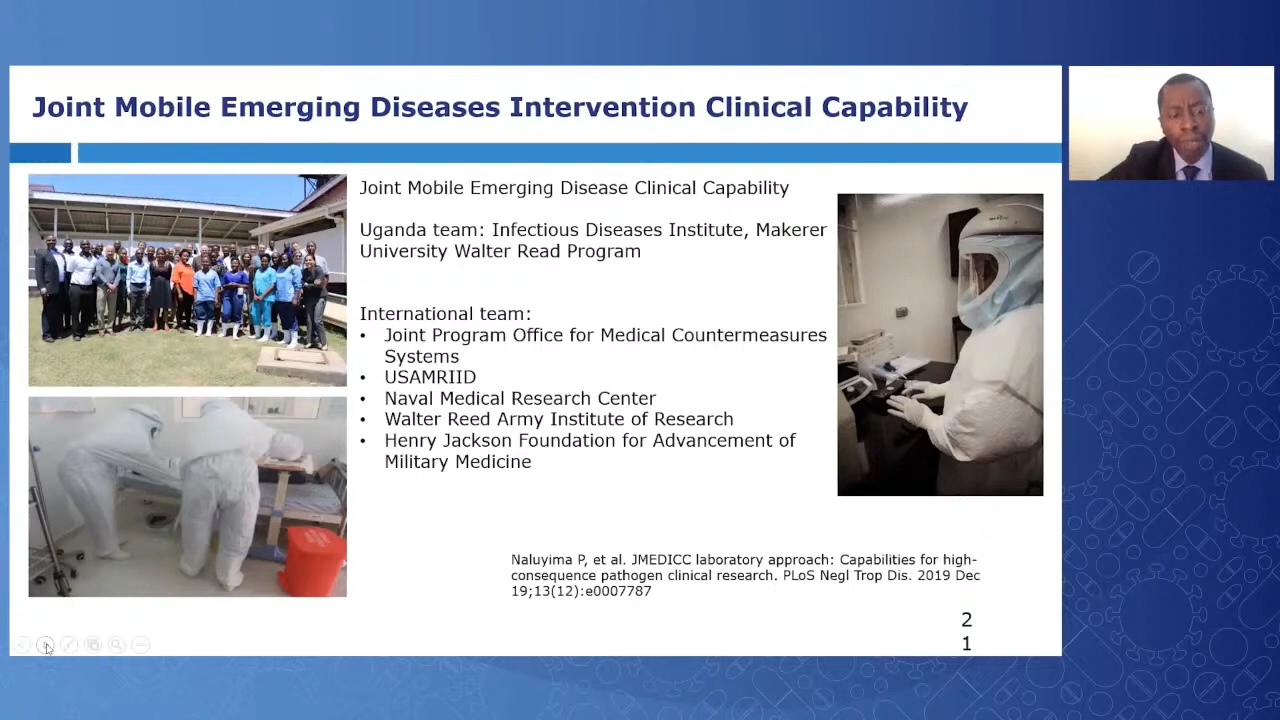 Joint Mobile Emerging Diseases Intervention Clinical Capability
Joint Mobile Emerging Disease Clinical Capability
Uganda team: Infectious Diseases Institute, Makerer
University Walter Read Program
International team:
• Joint Program Office for Medical Countermeasures
Systems
• USAMRIID
• Naval Medical Research Center
• Walter Reed Army Institute of Research
• Henry Jackson Foundation for Advancement of
Military Medicine
Naluyima P, et al. JMEDICC laboratory approach: Capabilities for high-
consequence pathogen clinical research. PLoS Negl Trop Dis. 2019 Dec
19;13(12):e0007787
2
1